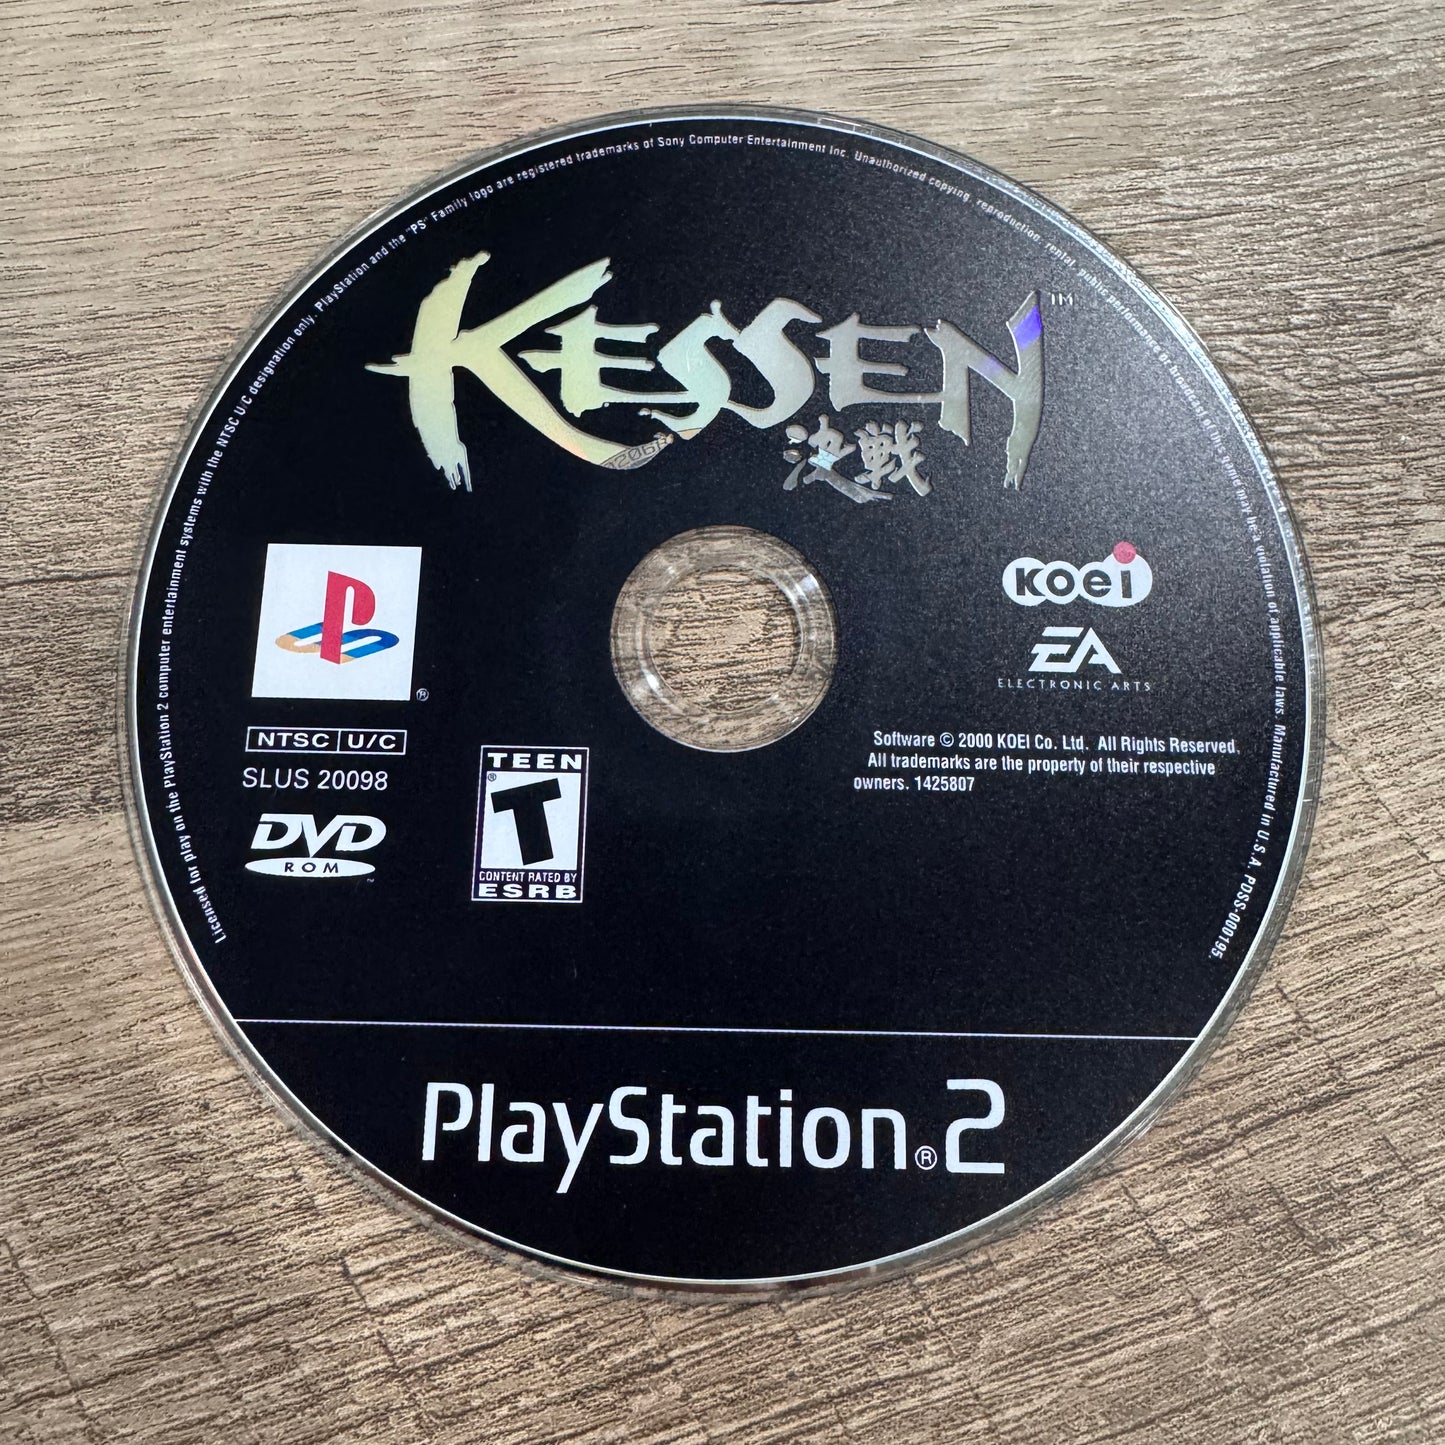 Licensed for play on the PlayStation 2 computer entertainment systems with the NTSC U/C designation only. PlayStation and the "PS" Family logo are registered trademarks of Sony Computer Entertainment Inc. Unauthorized copying, reproduction, rental, public performance or broadcast of this game may be a violation of applicable laws. Manufactured in U.S.A. PDSS-000195.
KESSEN™
決戦
KOEI
EA
ELECTRONIC ARTS
®
NTSC U/C
SLUS 20098
DVD
ROM
TEEN
®
T
CONTENT RATED BY
ESRB
Software © 2000 KOEI Co. Ltd. All Rights Reserved.
All trademarks are the property of their respective
owners. 1425807
PlayStation®2